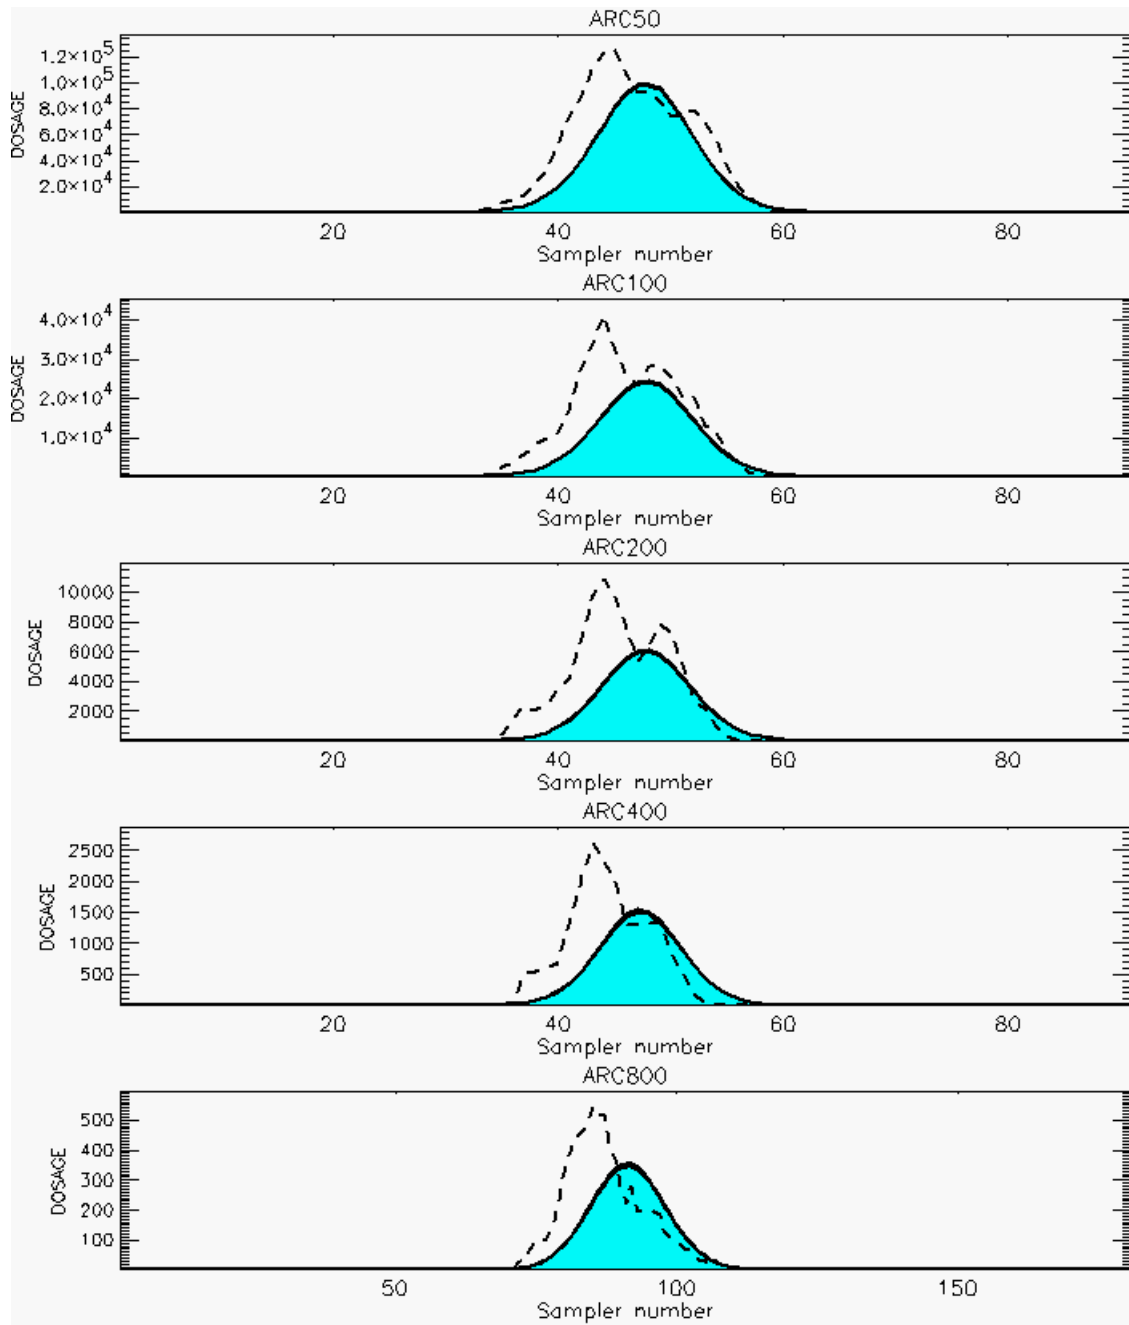 ARC50
DOSAGE
1.2×10^5
1.0×10^5
8.0×10^4
6.0×10^4
4.0×10^4
2.0×10^4
20 40 60 80
Sampler number
ARC100
DOSAGE
4.0×10^4
3.0×10^4
2.0×10^4
1.0×10^4
20 40 60 80
Sampler number
ARC200
DOSAGE
10000
8000
6000
4000
2000
20 40 60 80
Sampler number
ARC400
DOSAGE
2500
2000
1500
1000
500
20 40 60 80
Sampler number
ARC800
DOSAGE
500
400
300
200
100
50 100 150
Sampler number